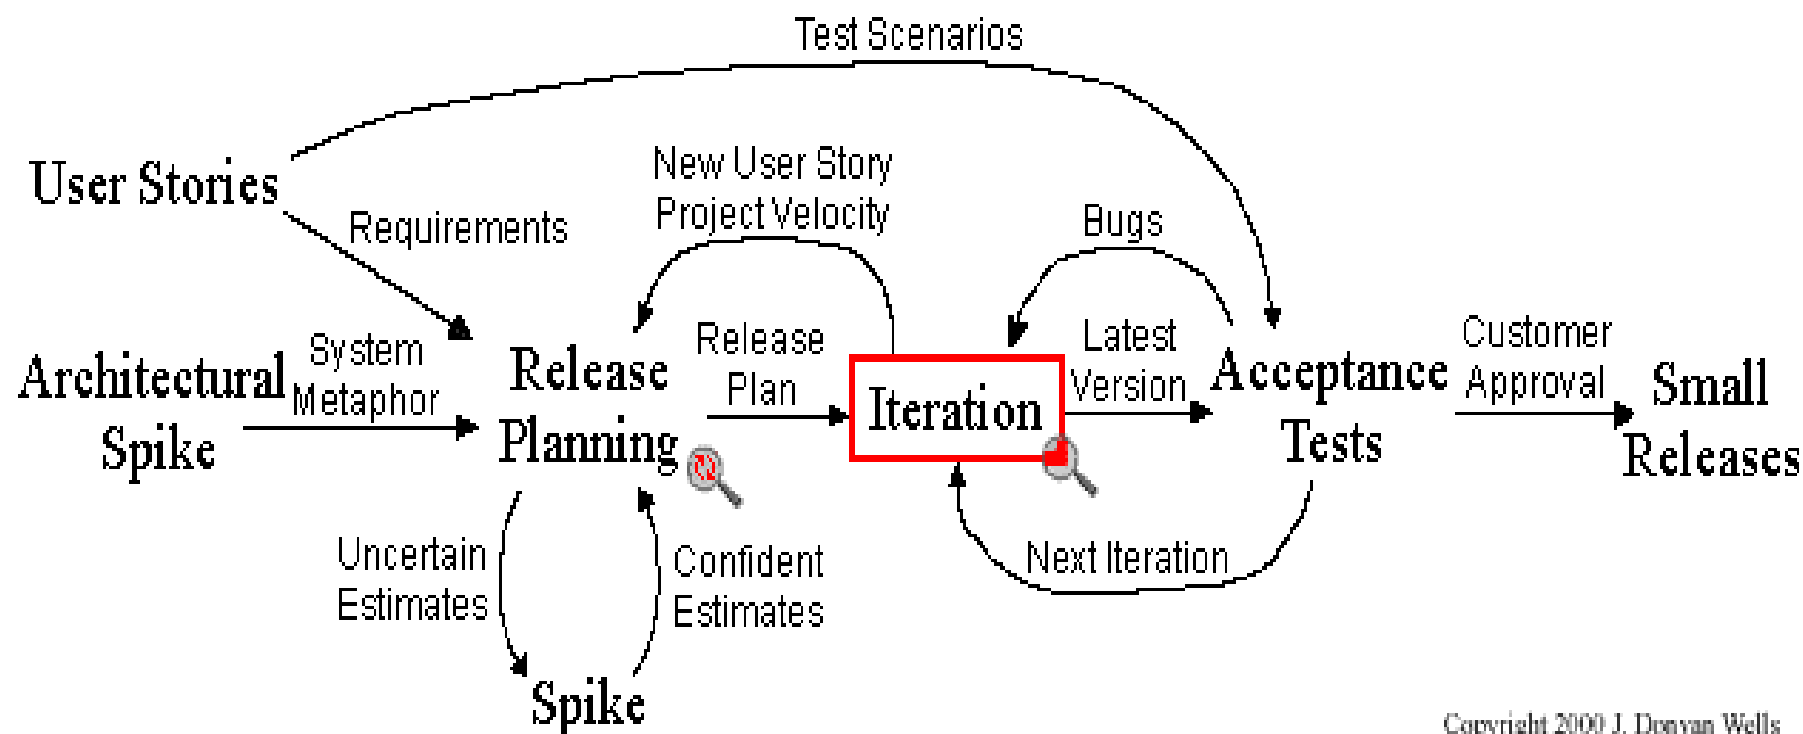 Test Scenarios
User Stories
Requirements
New User Story
Project Velocity
Bugs
Architectural
Spike
System
Metaphor
Release
Planning
Release
Plan
Iteration
Latest
Version
Acceptance
Tests
Customer
Approval
Small
Releases
Uncertain
Estimates
Confident
Estimates
Next Iteration
Spike
Copyright 2000 J. Donvan Wells